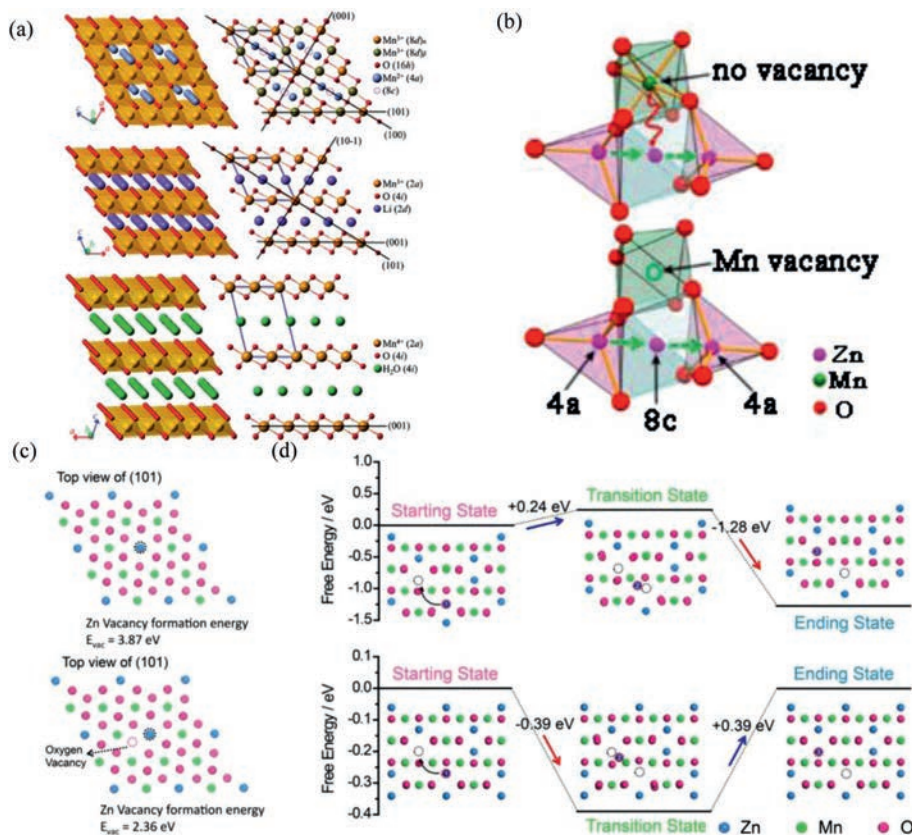 (a)
(001)
Mn³⁺ (8d)ₐ
Mn³⁺ (8d)ᵦ
O (16h)
Mn²⁺ (4a)
(8c)
(101)
(100)
(10-1)
Mn³⁺ (2a)
O (4i)
Li (2d)
(001)
(101)
Mn⁴⁺ (2a)
O (4i)
H₂O (4i)
(001)
(b)
no vacancy
Mn vacancy
4a
8c
4a
Zn
Mn
O
(c)
Top view of (101)
Zn Vacancy formation energy
Eᵥₐc = 3.87 eV
Top view of (101)
Oxygen
Vacancy
Zn Vacancy formation energy
Eᵥₐc = 2.36 eV
(d)
Free Energy / eV
1.0
0.5
0.0
-0.5
-1.0
-1.5
Starting State
+0.24 eV
Transition State
-1.28 eV
Ending State
Free Energy / eV
0.0
-0.1
-0.2
-0.3
-0.4
Starting State
-0.39 eV
Transition State
+0.39 eV
Ending State
Zn
Mn
O